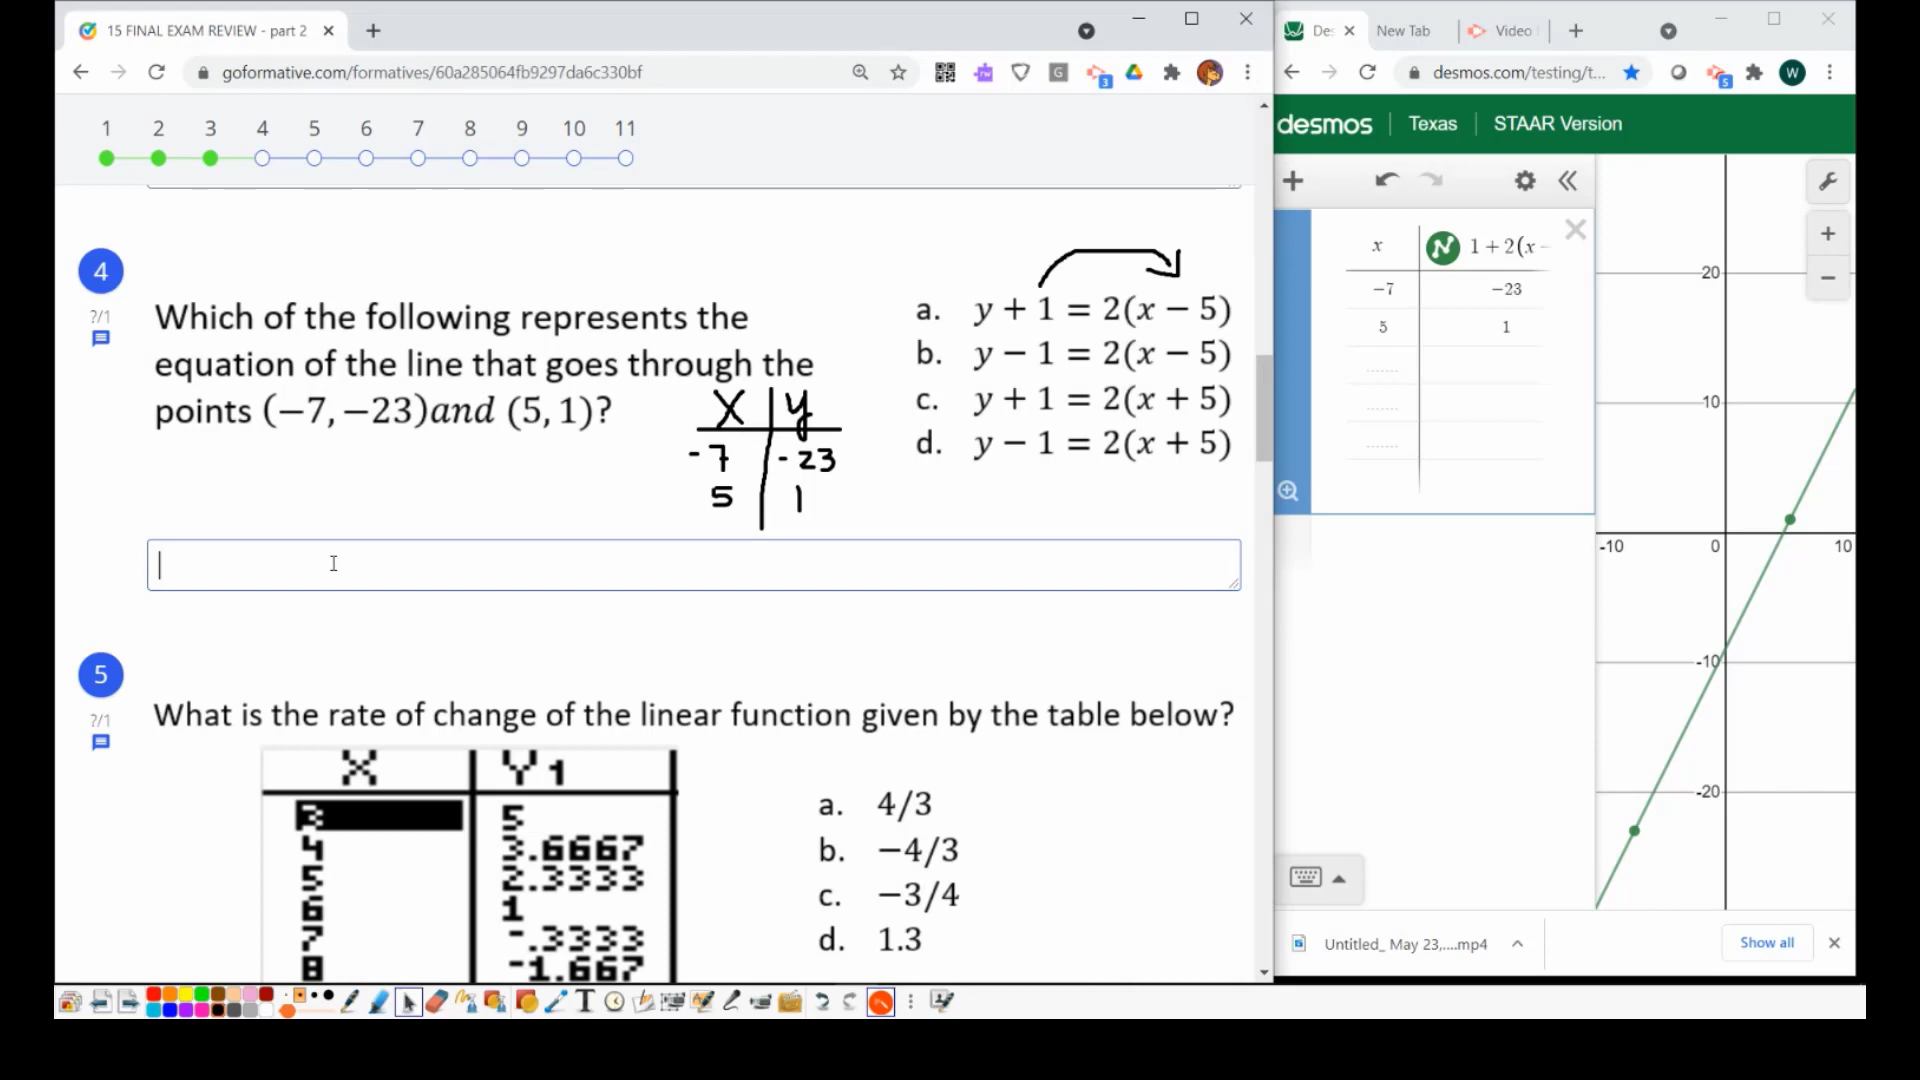 15 FINAL EXAM REVIEW - part 2
goformative.com/formatives/60a285064fb9297da6c330bf
1 2 3 4 5 6 7 8 9 10 11
4
?/1
Which of the following represents the
equation of the line that goes through the
points (−7, −23)and (5, 1)?
a. y + 1 = 2(x − 5)
b. y − 1 = 2(x − 5)
c. y + 1 = 2(x + 5)
d. y − 1 = 2(x + 5)
X y
-7 -23
5 1
5
?/1
What is the rate of change of the linear function given by the table below?
X Y1
3 5
4 3.6667
5 2.3333
6 1
7 -.3333
8 -1.667
a. 4/3
b. −4/3
c. −3/4
d. 1.3
New Tab
Video
desmos.com/testing/t...
W
desmos
Texas
STAAR Version
x 1 + 2(x -
−7 −23
5 1
20
10
-10 0 10
-10
-20
Untitled_ May 23,....mp4
Show all